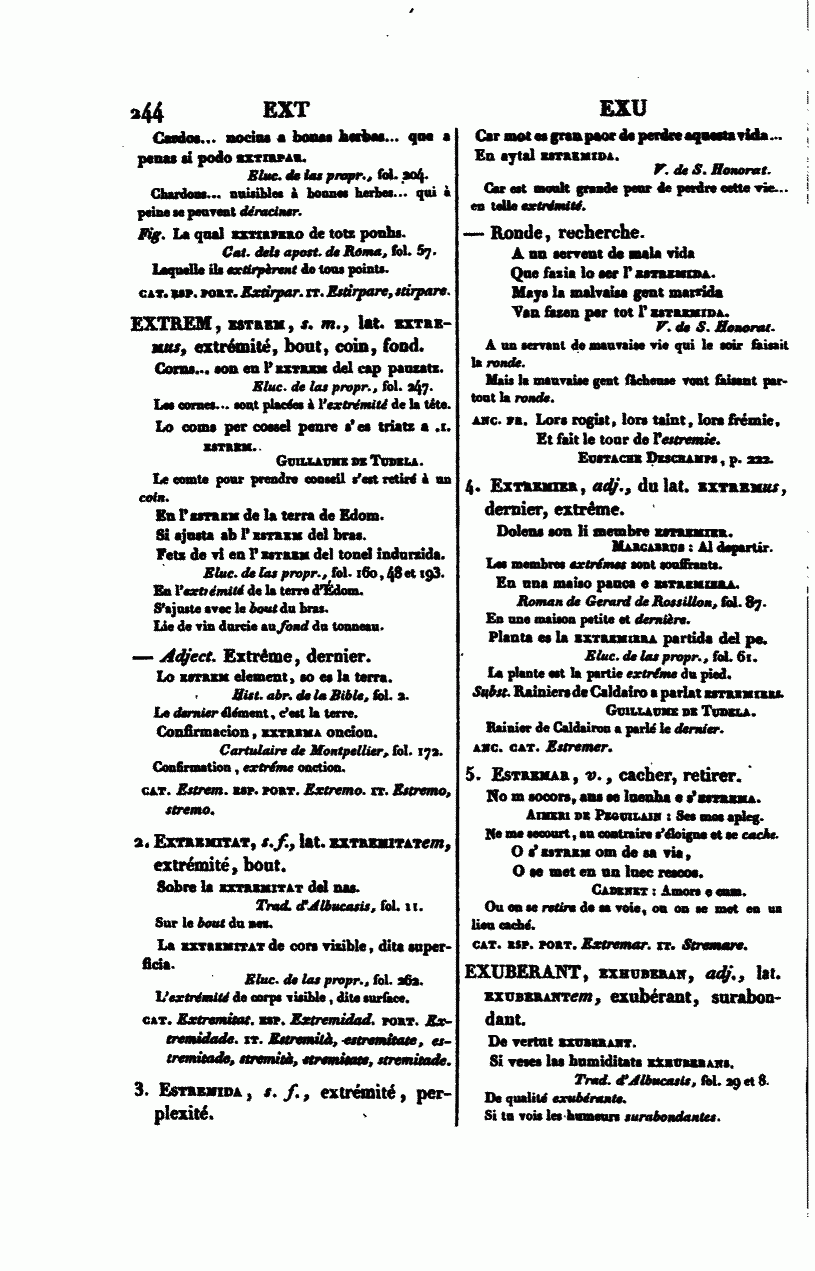 244 EXT
Cardos... nocius a bonas herbas... que a
penas si podo EXTIRPAR.
Eluc. de las propr., fol. 204.
Chardons... nuisibles à bonnes herbes... qui à
peine se peuvent déraciner.
Fig. La qual EXTIRPERO de totz ponhs.
Cat. dels apost. de Roma, fol. 57.
Laquelle ils extirpèrent de tous points.
CAT. ESP. PORT. Extirpar. IT. Estirpare, stirpare.
EXTREM, ESTREM, s. m., lat. EXTRE-
MUS, extrémité, bout, coin, fond.
Corns... son en l'EXTREM del cap pauzatz.
Eluc. de las propr., fol. 247.
Les cornes... sont placées à l'extrémité de la tête.
Lo coms per cossel penre s'es triatz a .I.
ESTREM.
GUILLAUME DE TUDELA.
Le comte pour prendre conseil s'est retiré à un
coin.
En l'ESTREM de la terra de Edom.
Si ajusta ab l'ESTREM del bras.
Fetz de vi en l'ESTREM del tonel indurzida.
Eluc. de las propr., fol. 160, 48 et 193.
En l'extrémité de la terre d'Édom.
S'ajuste avec le bout du bras.
Lie de vin durcie au fond du tonneau.
— Adject. Extrême, dernier.
Lo ESTREM element, so es la terra.
Hist. abr. de la Bible, fol. 2.
Le dernier élément, c'est la terre.
Confirmacion, EXTREMA oncion.
Cartulaire de Montpellier, fol. 172.
Confirmation, extrême onction.
CAT. Estrem. ESP. PORT. Extremo. IT. Estremo,
stremo.
2. EXTREMITAT, s. f., lat. EXTREMITATem,
extrémité, bout.
Sobre la EXTREMITAT del nas.
Trad. d'Albucasis, fol. 11.
Sur le bout du nez.
La EXTREMITAT de cors vizible, dita super-
ficia.
Eluc. de las propr., fol. 262.
L'extrémité de corps visible, dite surface.
CAT. Extremitat. ESP. Extremidad. PORT. Ex-
tremidade. IT. Estremità, estremitate, es-
tremitade, stremità, stremitate, stremitade.
3. ESTREMIDA, s. f., extrémité, per-
plexité.
EXU
Car mot es gran paor de perdre aquesta vida...
En aytal ESTREMIDA.
V. de S. Honorat.
Car est moult grande peur de perdre cette vie...
en telle extrémité.
— Ronde, recherche.
A un servent de mala vida
Que fazia lo ser l'ESTREMIDA.
Mays la malvaisa gent marrida
Van fazen per tot l'ESTREMIDA.
V. de S. Honorat.
A un servant de mauvaise vie qui le soir faisait
la ronde.
Mais la mauvaise gent fâcheuse vont faisant par-
tout la ronde.
ANC. FR. Lors rogist, lors taint, lors frémie,
Et fait le tour de l'estremie.
EUSTACHE DESCHAMPS, p. 222.
4. EXTREMIER, adj., du lat. EXTREMUS,
dernier, extrême.
Dolens son li membre ESTREMIER.
MARCABRUS : Al departir.
Les membres extrêmes sont souffrants.
En una maiso pauca e ESTREMIEIRA.
Roman de Gerard de Rossillon, fol. 87.
En une maison petite et dernière.
Planta es la EXTREMIERA partida del pe.
Eluc. de las propr., fol. 61.
La plante est la partie extrême du pied.
Subst. Rainiers de Caldairo a parlat ESTREMIERS.
GUILLAUME DE TUDELA.
Rainier de Caldairon a parlé le dernier.
ANC. CAT. Estremer.
5. ESTREMAR, v., cacher, retirer.
No m socors, ans se luenha e s'ESTREMA.
AIMERI DE PEGUILAIN : Ses mos apleg.
Ne me secourt, au contraire s'éloigne et se cache.
O s'ESTREM om de sa via,
O se met en un luec rescos.
CADENET : Amors e cum.
Ou on se retire de sa voie, ou on se met en un
lieu caché.
CAT. ESP. PORT. Extremar. IT. Stremare.
EXUBERANT, EXHUBERAN, adj., lat.
EXUBERANTem, exubérant, surabon-
dant.
De vertut EXUBERANT.
Si veses las humiditats EXHUBERANS.
Trad. d'Albucasis, fol. 29 et 8.
De qualité exubérante.
Si tu vois les humeurs surabondantes.